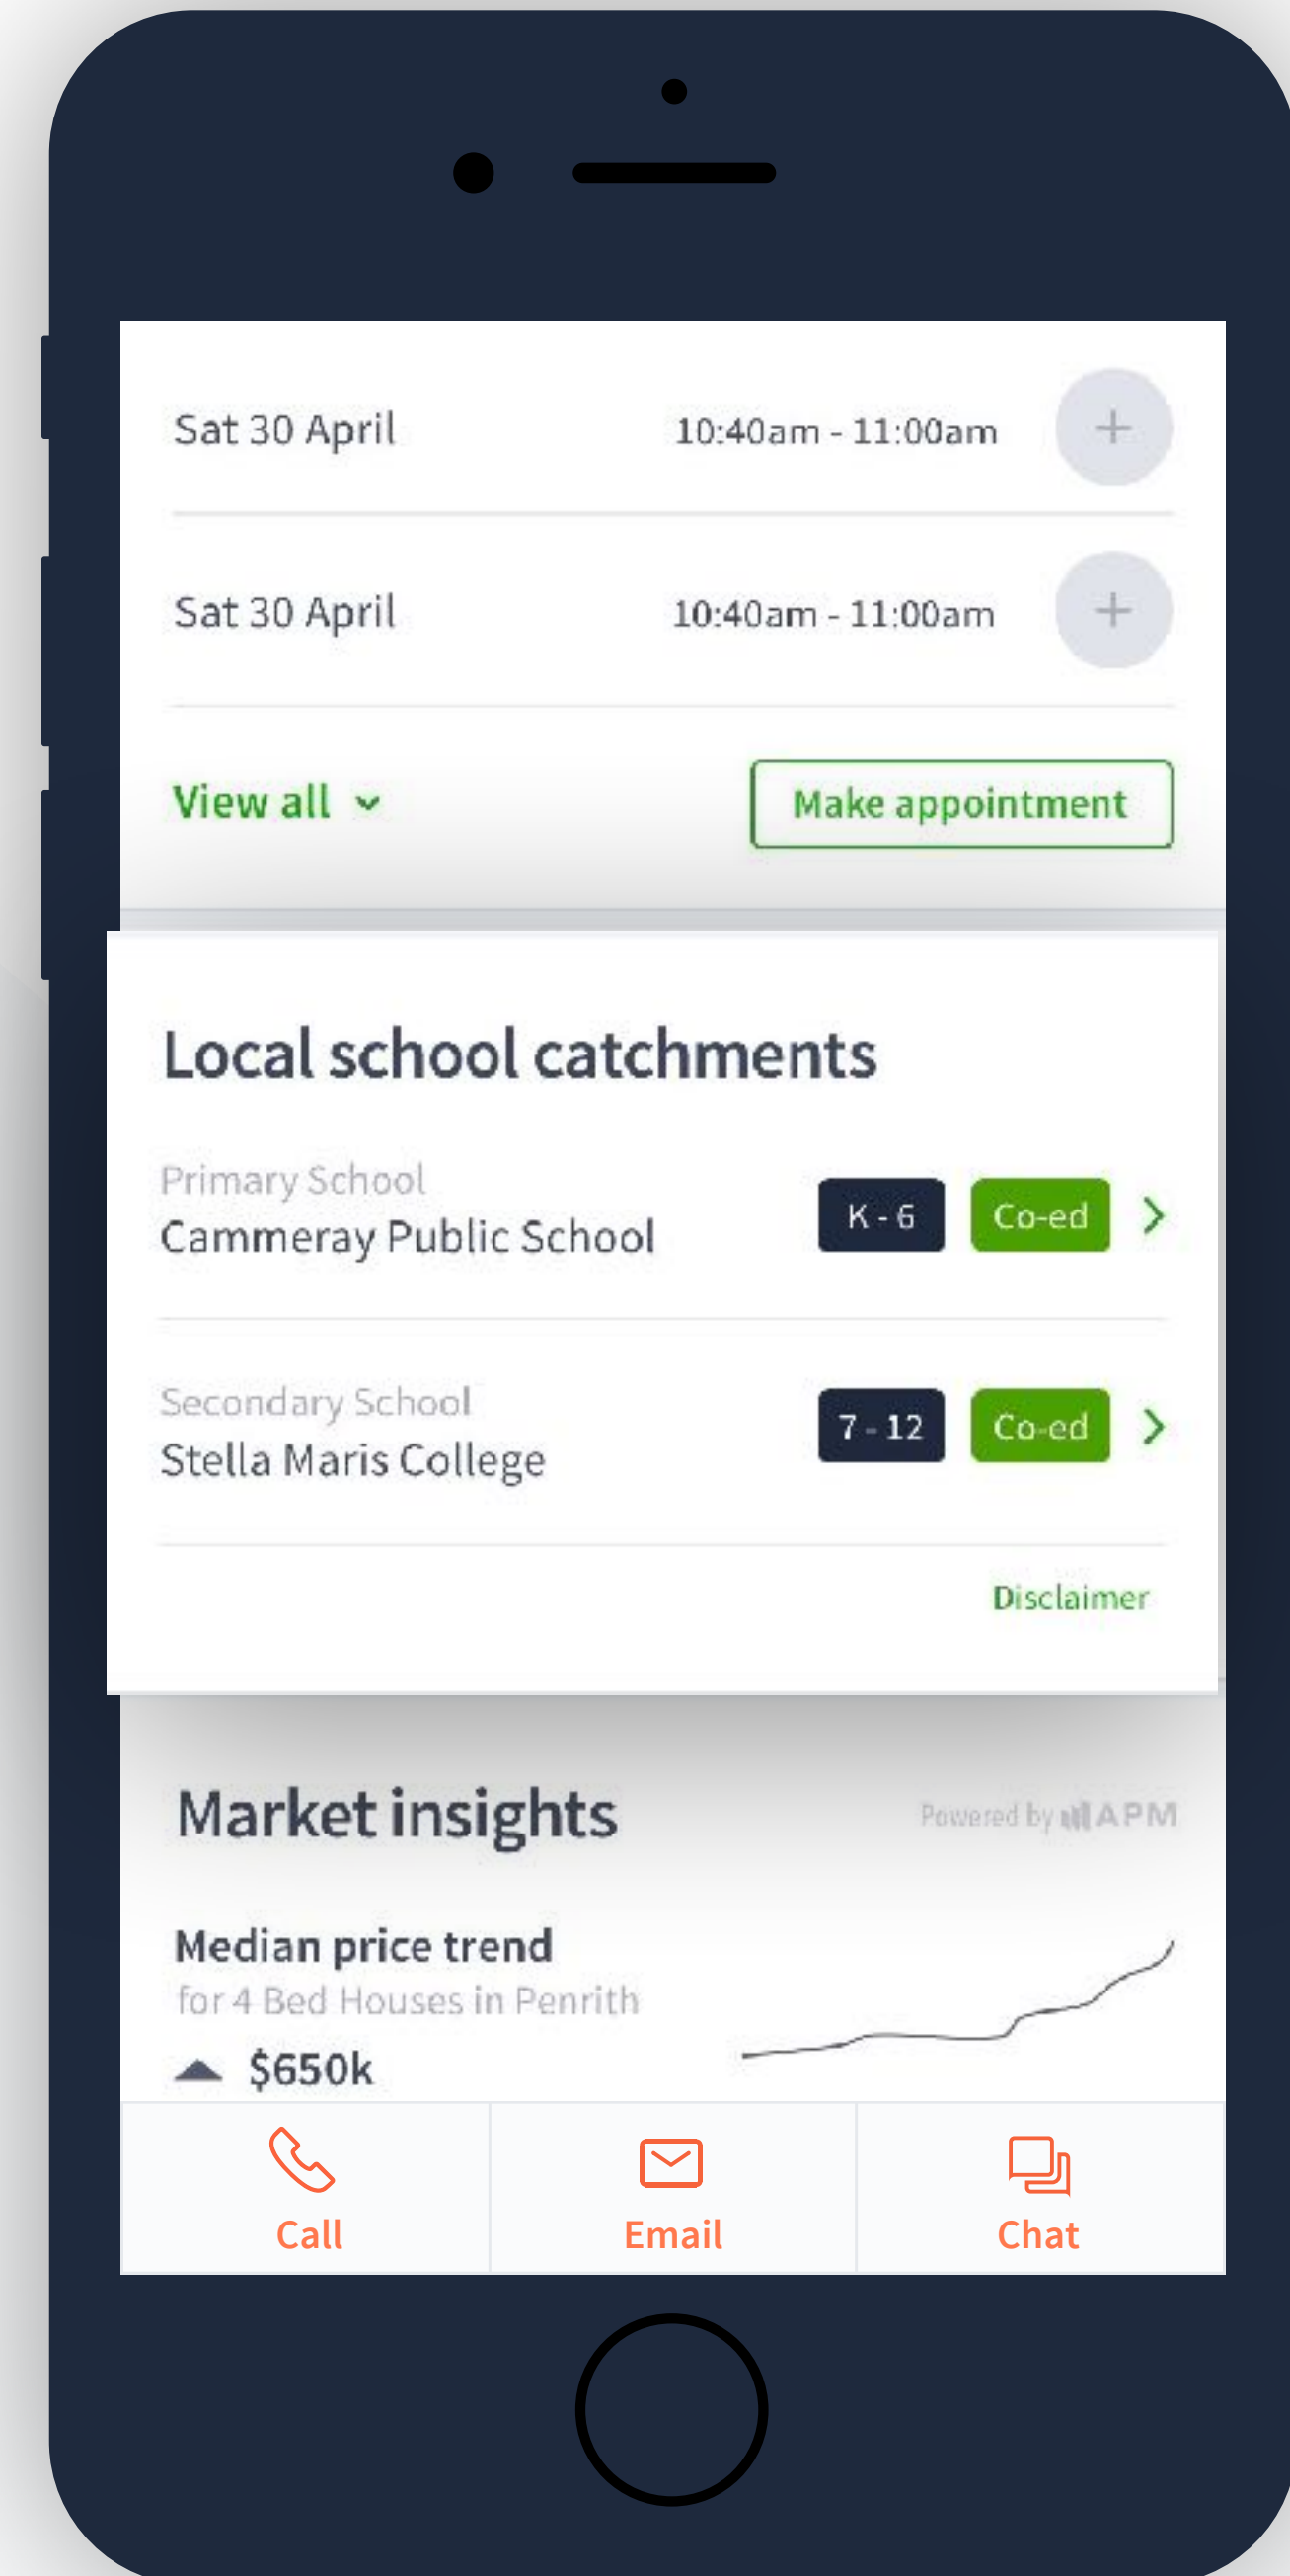 Sat 30 April 10:40am - 11:00am
Sat 30 April 10:40am - 11:00am
View all Make appointment
Local school catchments
Primary School
Cammeray Public School K - 6 Co-ed
Secondary School
Stella Maris College 7 - 12 Co-ed
Disclaimer
Market insights Powered by APM
Median price trend
for 4 Bed Houses in Penrith
$650k
Call Email Chat